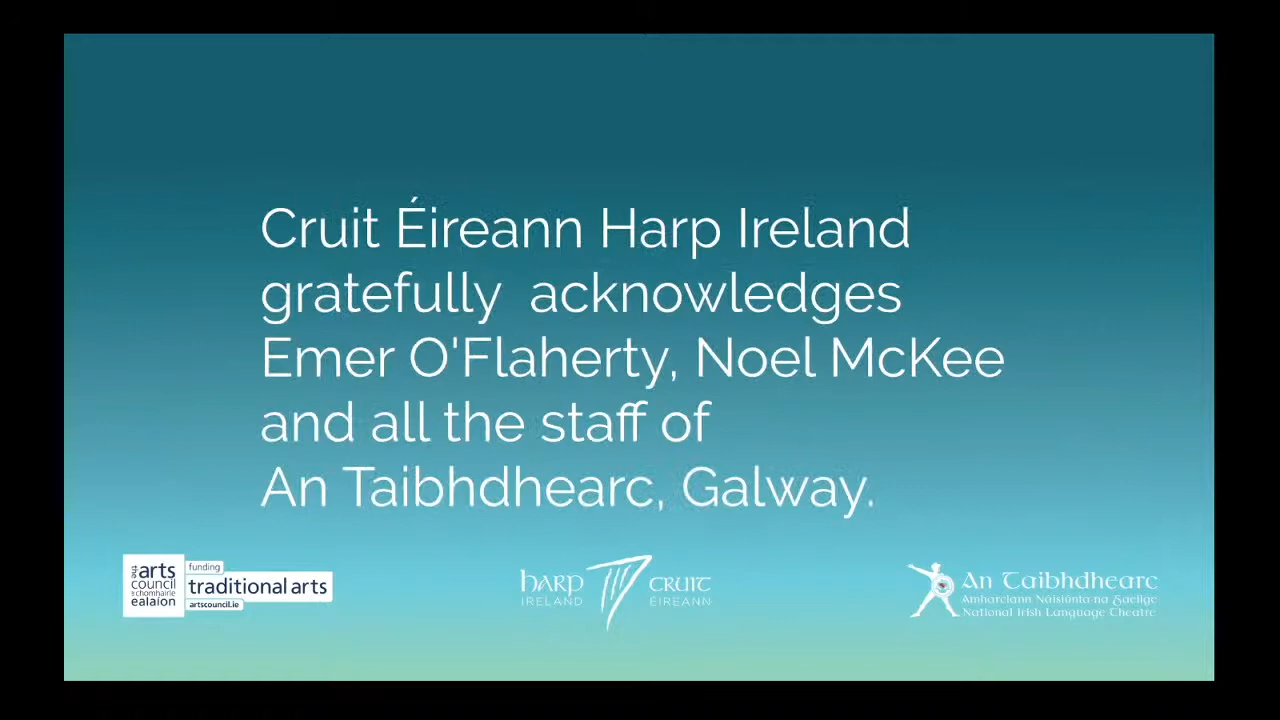 Cruit Éireann Harp Ireland
gratefully acknowledges
Emer O'Flaherty, Noel McKee
and all the staff of
An Taibhdhearc, Galway.
the arts council
chomhairle
ealaíon
funding
traditional arts
artscouncil.ie
HARP
IRELAND
CRUIT
ÉIREANN
An Taibhdhearc
Amharclann Náisiúnta na Gaeilge
National Irish Language Theatre